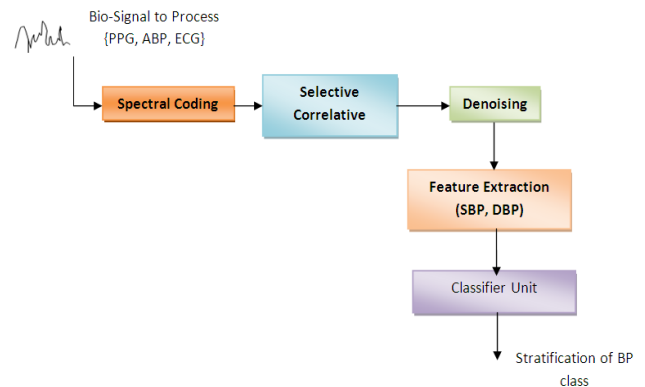 Bio-Signal to Process
{PPG, ABP, ECG}
Spectral Coding
Selective
Correlative
Denoising
Feature Extraction
(SBP, DBP)
Classifier Unit
Stratification of BP
class